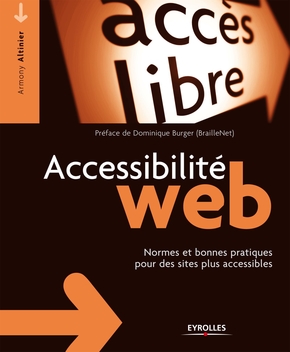 Armony Altinier
accès
libre
Préface de Dominique Burger (BrailleNet)
Accessibilité
web
Normes et bonnes pratiques
pour des sites plus accessibles
EYROLLES